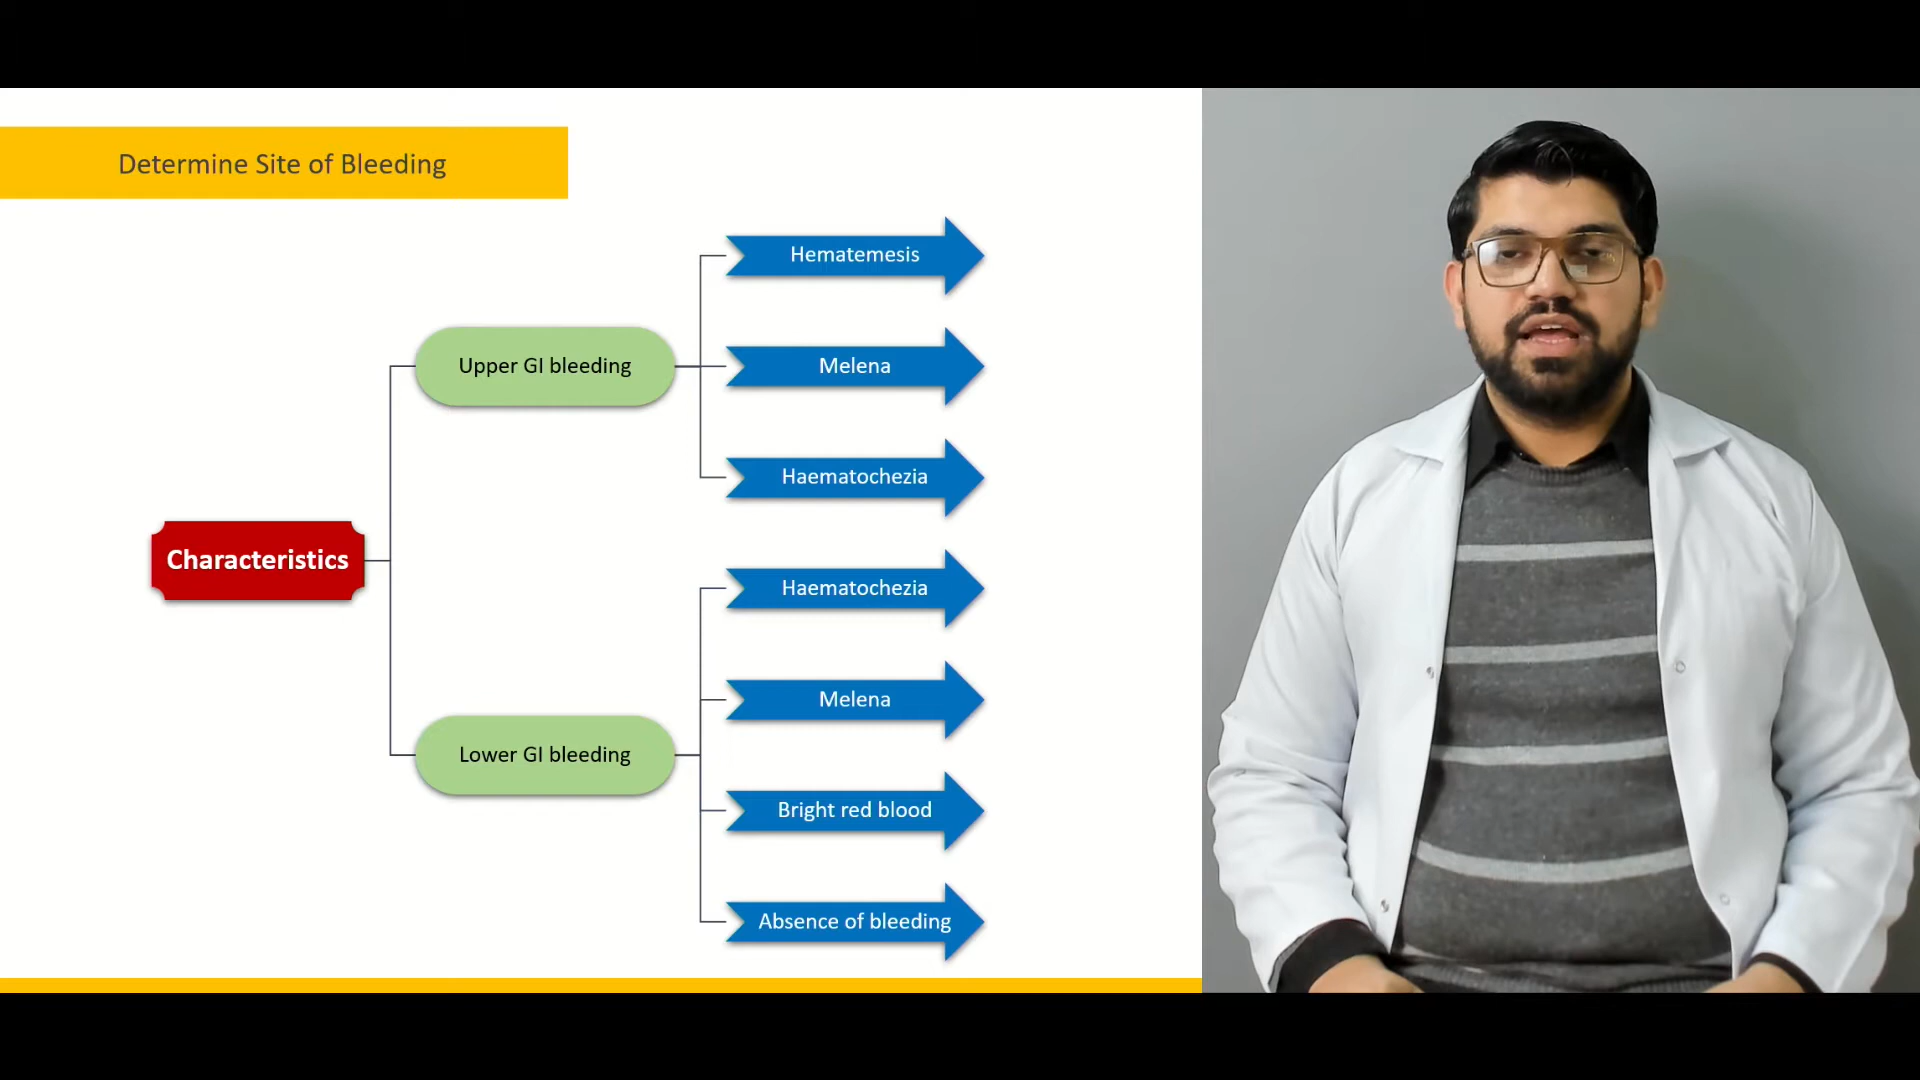 Determine Site of Bleeding
Characteristics
Upper GI bleeding
Hematemesis
Melena
Haematochezia
Lower GI bleeding
Haematochezia
Melena
Bright red blood
Absence of bleeding